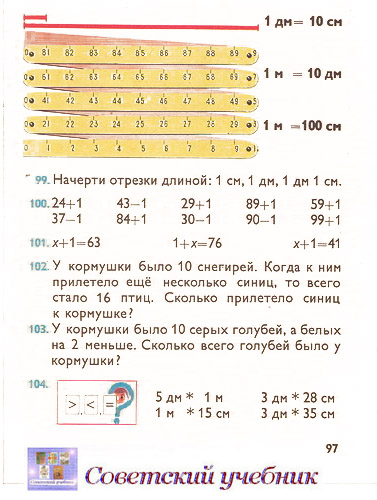 1 дм = 10 см
80 81 82 83 84 85 86 87 88 89 9
1 м = 10 дм
60 61 62 63 64 65 66 67 68 69 7
40 41 42 43 44 45 46 47 48 49 5
20 21 22 23 24 25 26 27 28 29 3
1 м = 100 см
0 1 2 3 4 5 6 7 8 9 1
99. Начерти отрезки длиной: 1 см, 1 дм, 1 дм 1 см.
100. 24+1 43−1 29+1 89+1 59+1
37−1 84+1 30−1 90−1 99+1
101. x+1=63 1+x=76 x+1=41
102. У кормушки было 10 снегирей. Когда к ним
прилетело ещё несколько синиц, то всего
стало 16 птиц. Сколько прилетело синиц
к кормушке?
103. У кормушки было 10 серых голубей, а белых
на 2 меньше. Сколько всего голубей было у
кормушки?
104. > , < , = ?
5 дм * 1 м 3 дм * 28 см
1 м * 15 см 3 дм * 35 см
97
Советский учебник